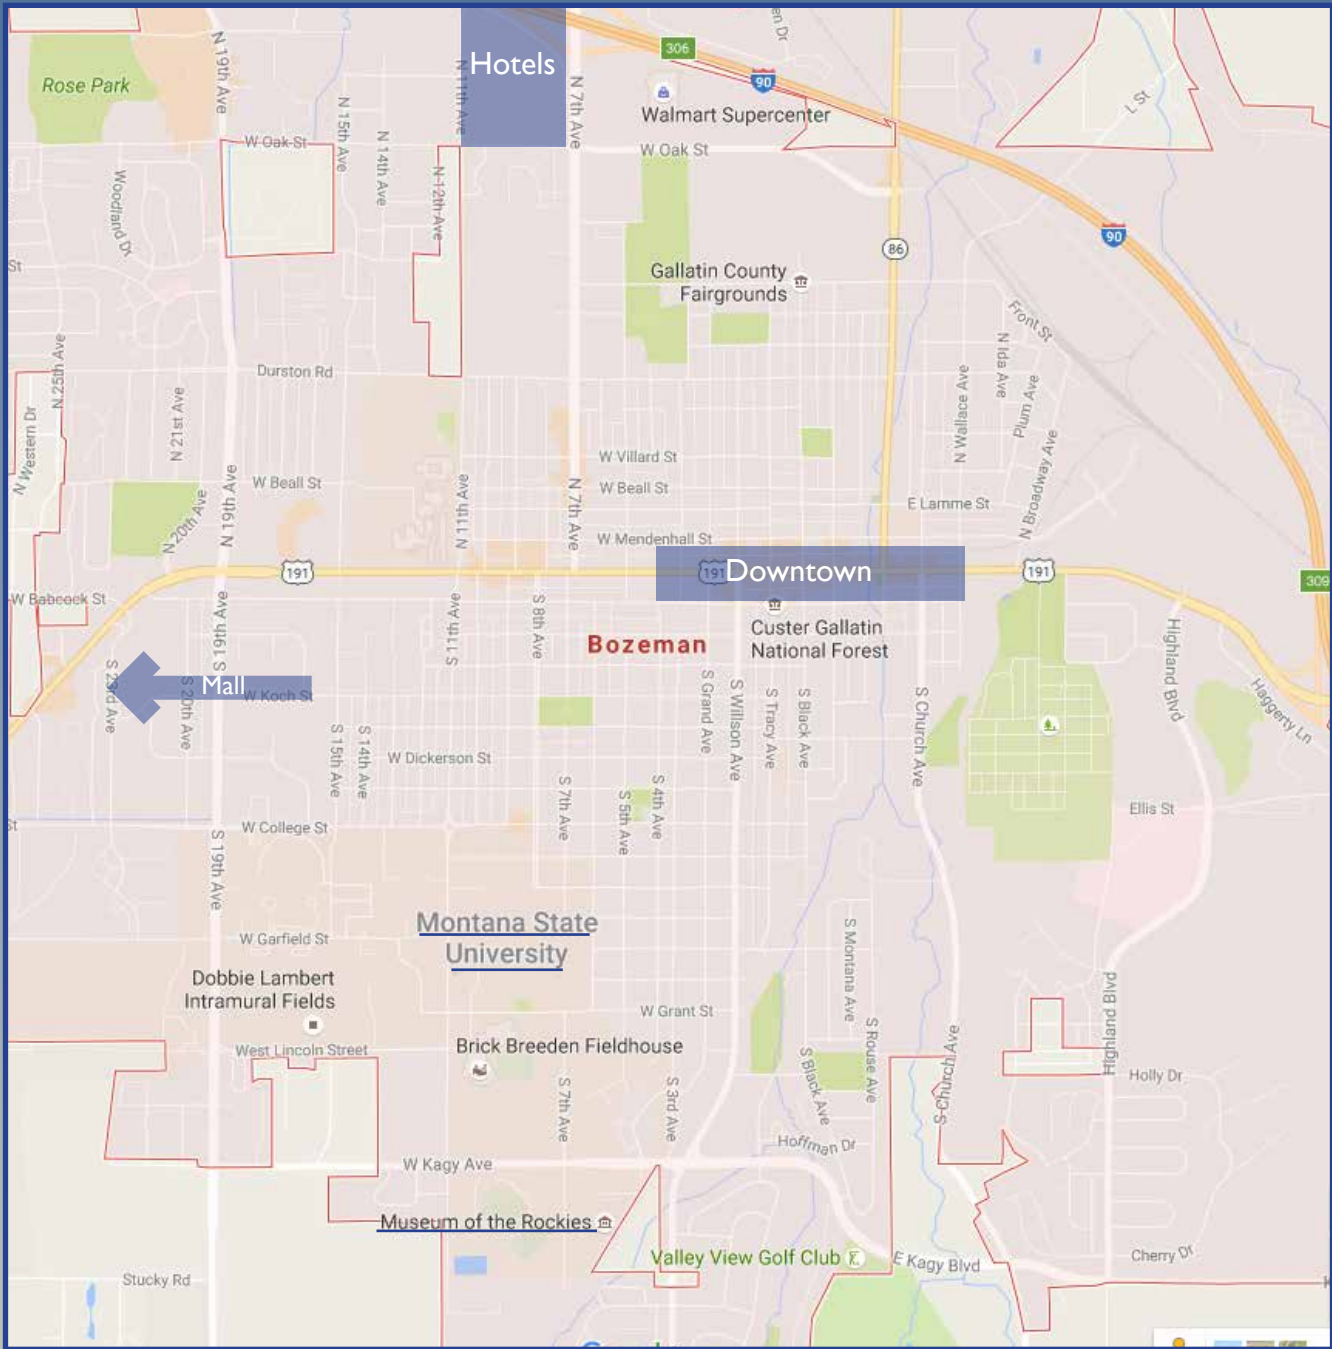 Hotels
en Dr
306
90
Rose Park
N 19th Ave
N 11th Ave
N 7th Ave
Walmart Supercenter
L St
N 15th Ave
N 14th Ave
W Oak St
W Oak St
Woodland Dr
N 12th Ave
90
86
St
Gallatin County
Fairgrounds
Front St
N 25th Ave
Durston Rd
N Ida Ave
N Wallace Ave
Plum Ave
N Western Dr
N 21st Ave
W Villard St
W Beall St
W Beall St
N 20th Ave
N 19th Ave
N 11th Ave
N 7th Ave
E Lamme St
N Broadway Ave
W Mendenhall St
191
191
Downtown
191
309
W Babcock St
S 19th Ave
S 11th Ave
S 8th Ave
Bozeman
Custer Gallatin
National Forest
Highland Blvd
Mall
S 23rd Ave
S 20th Ave
W Koch St
S Grand Ave
S Willson Ave
S Tracy Ave
S Black Ave
S Church Ave
Haggerty Ln
S 15th Ave
S 14th Ave
W Dickerson St
S 7th Ave
S 5th Ave
S 4th Ave
Ellis St
St
W College St
S 19th Ave
Montana State
University
W Garfield St
S Montana Ave
Dobbie Lambert
Intramural Fields
W Grant St
West Lincoln Street
Brick Breeden Fieldhouse
S Rouse Ave
S Black Ave
S Church Ave
Highland Blvd
Holly Dr
S 7th Ave
S 3rd Ave
Hoffman Dr
W Kagy Ave
Museum of the Rockies
Valley View Golf Club
E Kagy Blvd
Cherry Dr
Stucky Rd